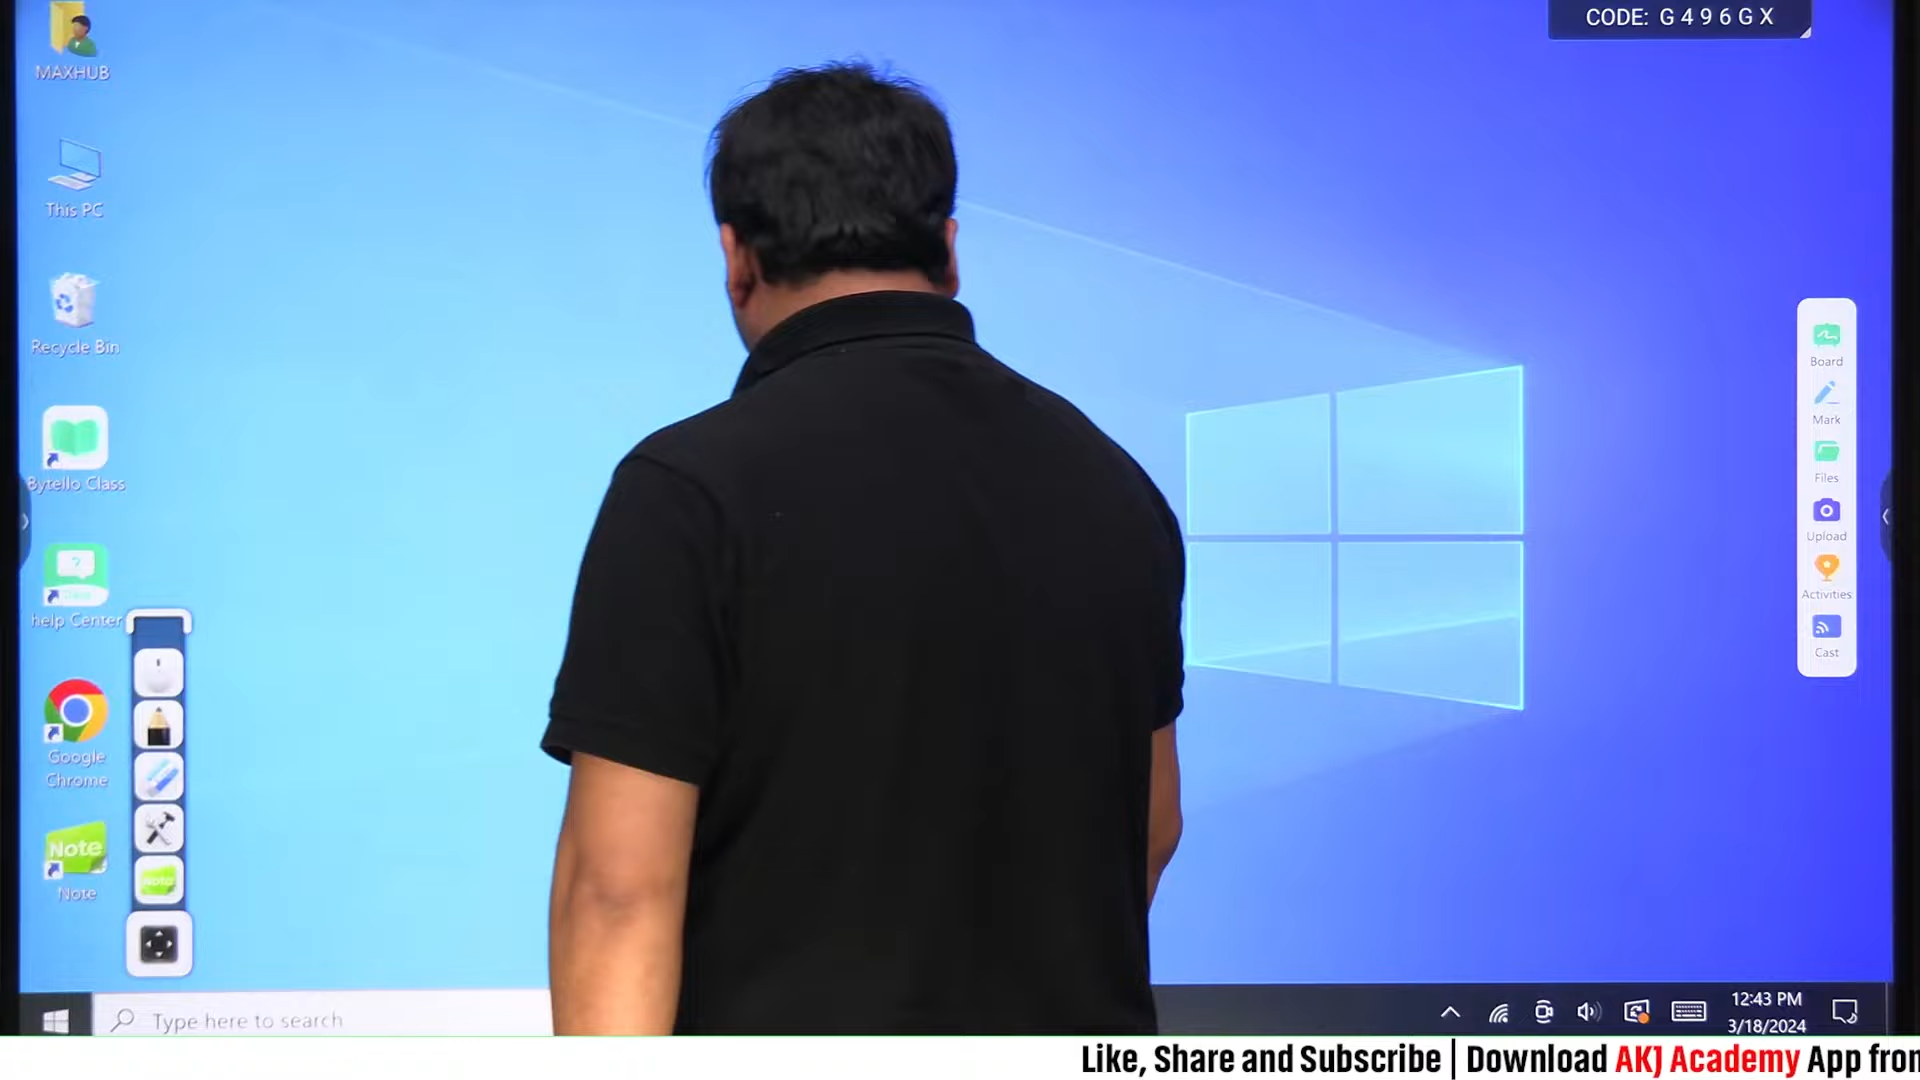 CODE: G 4 9 6 G X
MAXHUB
This PC
Recycle Bin
Bytello Class
help Center
Google
Chrome
Note
Note
Note
Board
Mark
Files
Upload
Activities
Cast
Type here to search
12:43 PM
3/18/2024
Like, Share and Subscribe | Download AKJ Academy App from